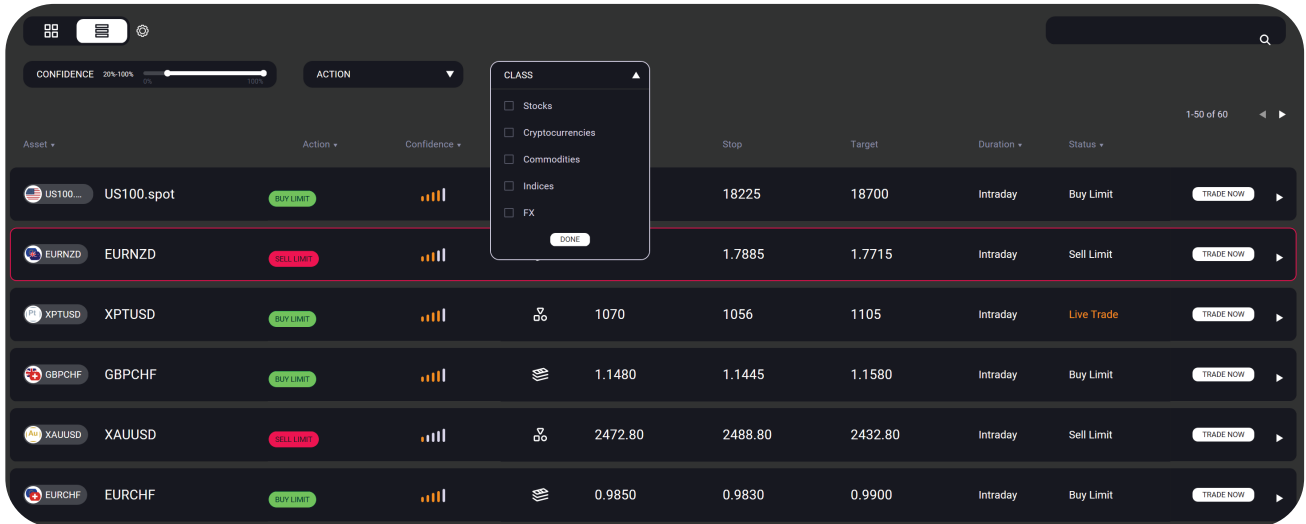 CONFIDENCE 20%-100% 0% 100%
ACTION
CLASS
Stocks
Cryptocurrencies
Commodities
Indices
FX
DONE
1-50 of 60
Asset Action Confidence Stop Target Duration Status
US100.... US100.spot BUY LIMIT 18225 18700 Intraday Buy Limit TRADE NOW
EURNZD EURNZD SELL LIMIT 1.7885 1.7715 Intraday Sell Limit TRADE NOW
Pt XPTUSD XPTUSD BUY LIMIT 1070 1056 1105 Intraday Live Trade TRADE NOW
GBPCHF GBPCHF BUY LIMIT 1.1480 1.1445 1.1580 Intraday Buy Limit TRADE NOW
Au XAUUSD XAUUSD SELL LIMIT 2472.80 2488.80 2432.80 Intraday Sell Limit TRADE NOW
EURCHF EURCHF BUY LIMIT 0.9850 0.9830 0.9900 Intraday Buy Limit TRADE NOW